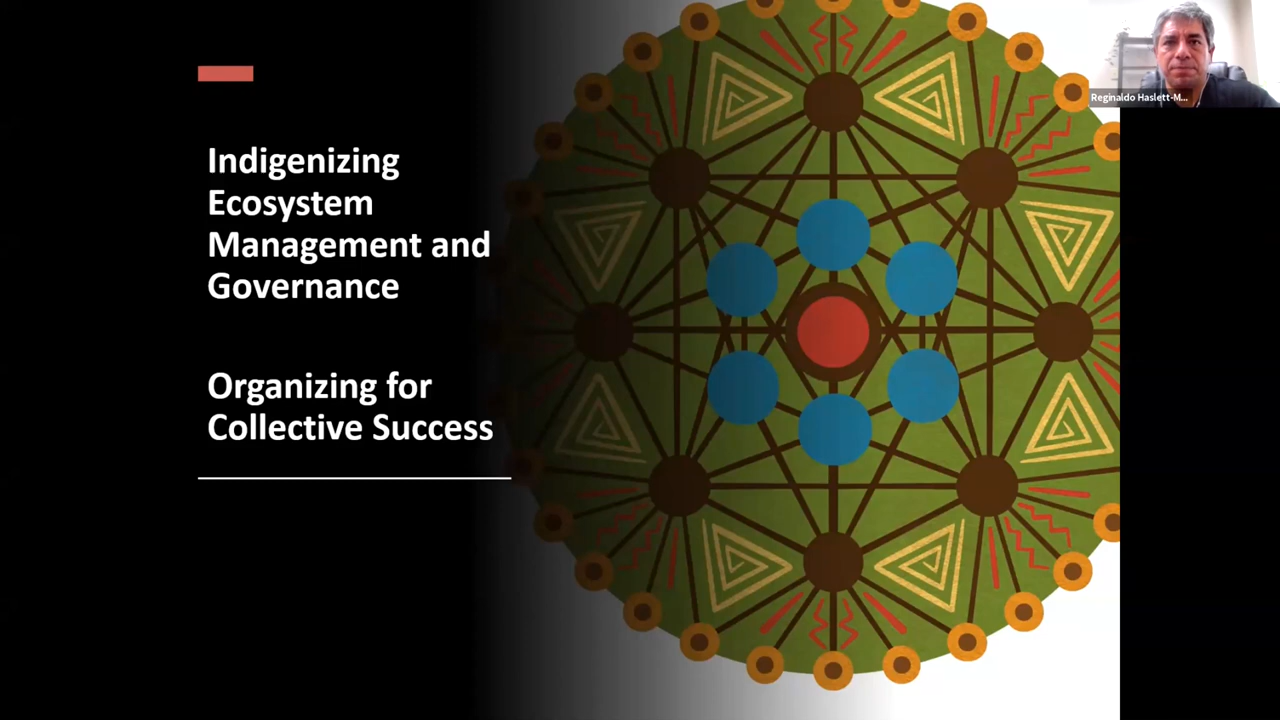 Indigenizing
Ecosystem
Management and
Governance
Organizing for
Collective Success
Reginaldo Haslett-M...